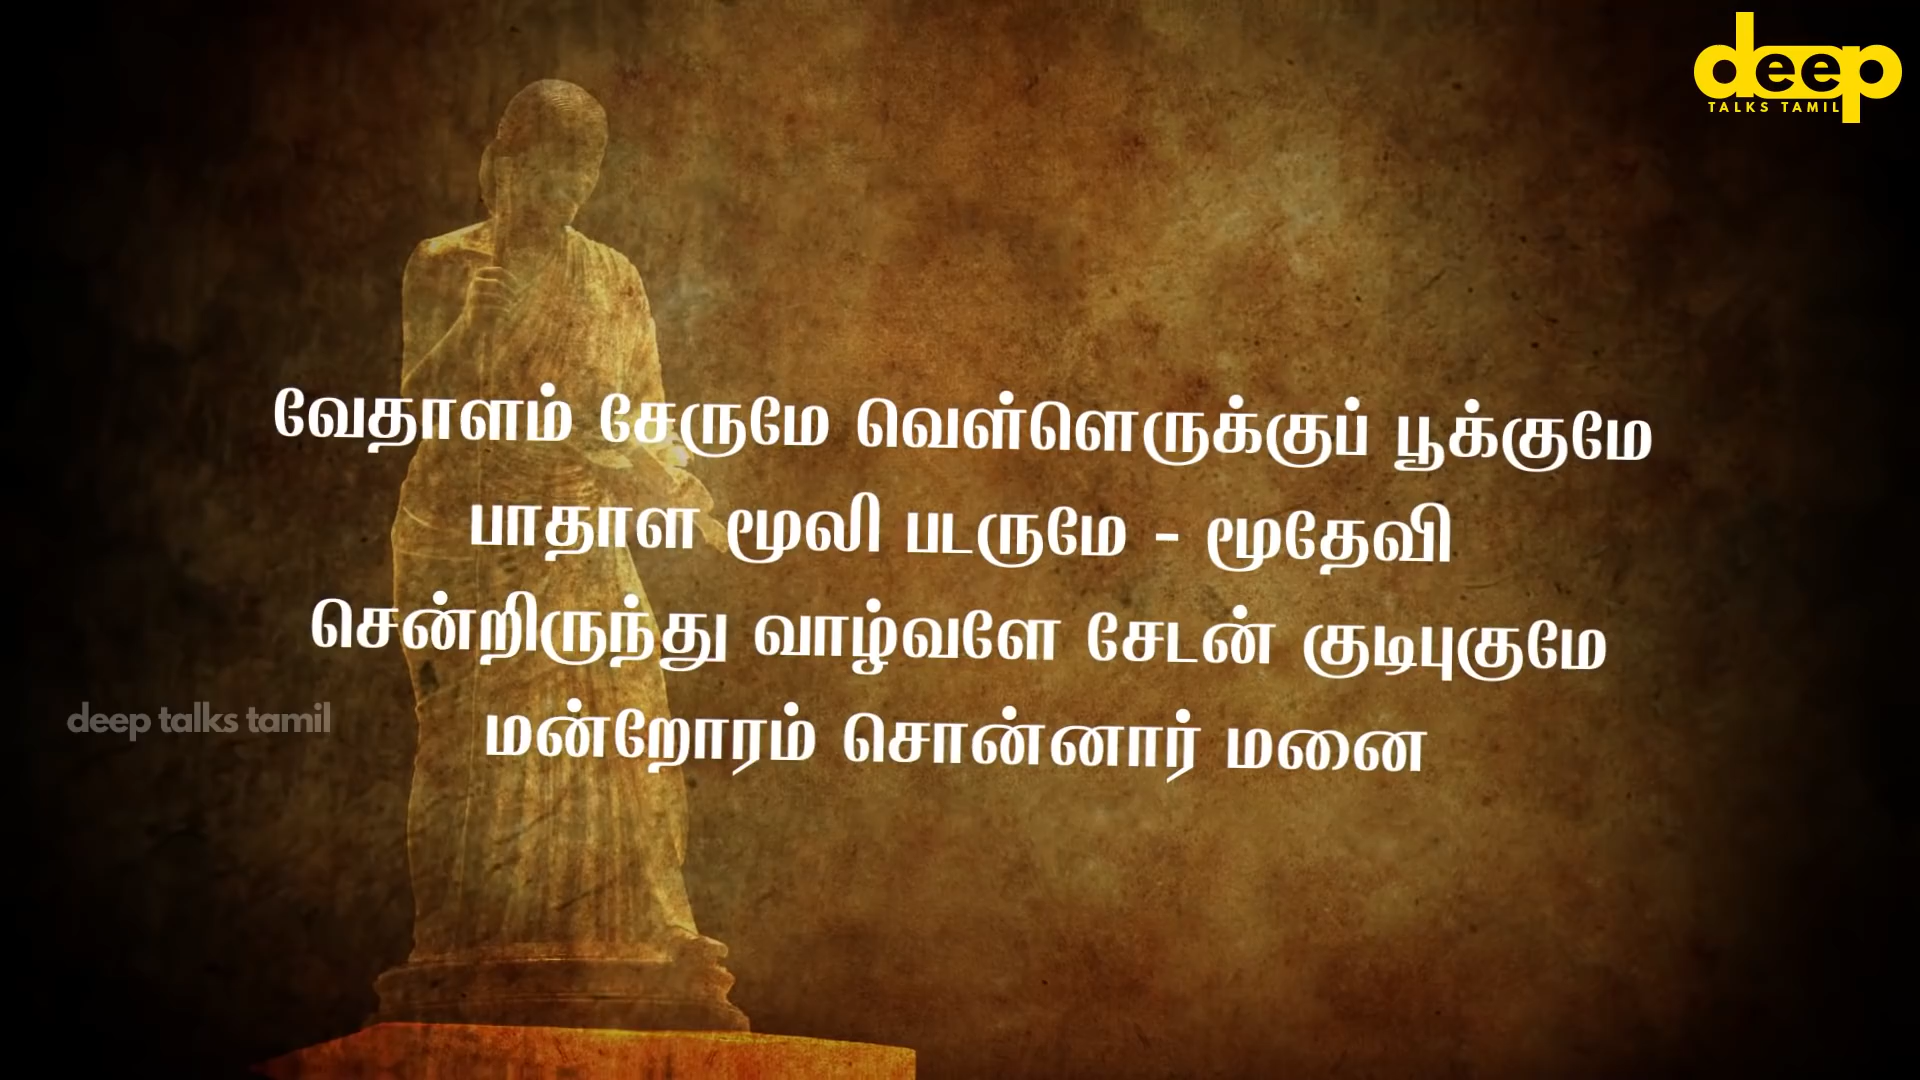 deep
TALKS TAMIL
வேதாளம் சேருமே வெள்ளெருக்குப் பூக்குமே
பாதாள மூலி படருமே - மூதேவி
சென்றிருந்து வாழ்வளே சேடன் குடிபுகுமே
மன்றோரம் சொன்னார் மனை
deep talks tamil